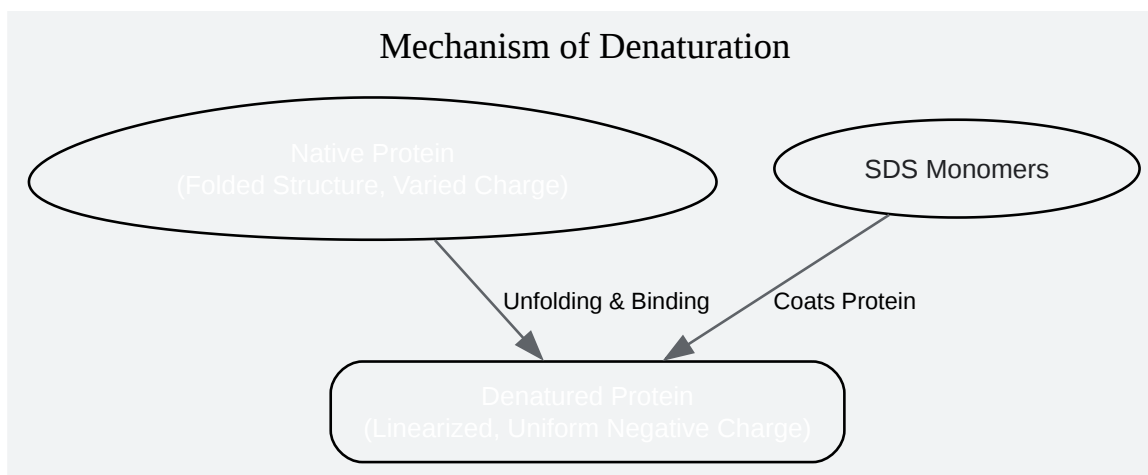 Mechanism of Denaturation
Native Protein
(Folded Structure, Varied Charge)
SDS Monomers
Unfolding & Binding
Coats Protein
Denatured Protein
(Linearized, Uniform Negative Charge)